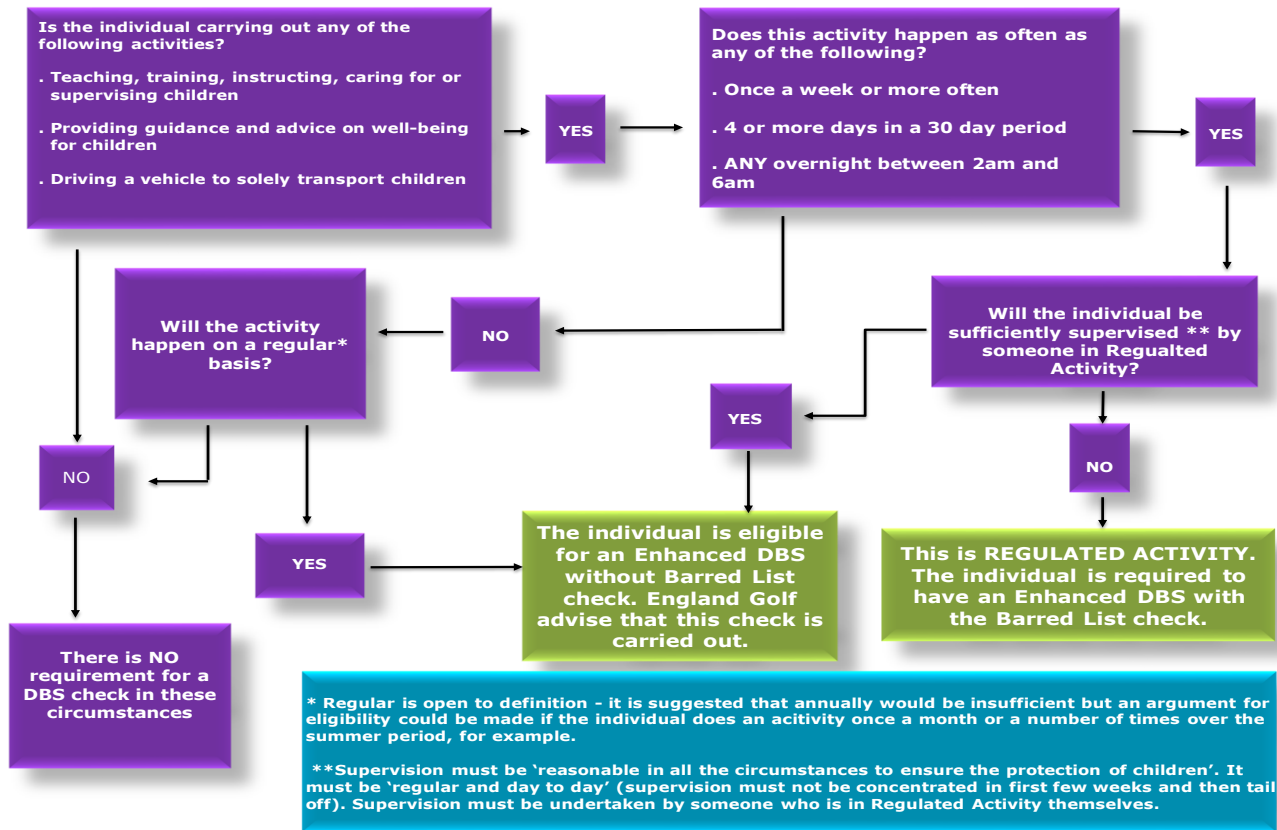 Is the individual carrying out any of the
following activities?
. Teaching, training, instructing, caring for or
supervising children
. Providing guidance and advice on well-being
for children
. Driving a vehicle to solely transport children
YES
Does this activity happen as often as
any of the following?
. Once a week or more often
. 4 or more days in a 30 day period
. ANY overnight between 2am and
6am
YES
Will the activity
happen on a regular*
basis?
NO
Will the individual be
sufficiently supervised ** by
someone in Regualted
Activity?
YES
NO
NO
YES
The individual is eligible
for an Enhanced DBS
without Barred List
check. England Golf
advise that this check is
carried out.
This is REGULATED ACTIVITY.
The individual is required to
have an Enhanced DBS with
the Barred List check.
There is NO
requirement for a
DBS check in these
circumstances
* Regular is open to definition - it is suggested that annually would be insufficient but an argument for
eligibility could be made if the individual does an acitivity once a month or a number of times over the
summer period, for example.
**Supervision must be ‘reasonable in all the circumstances to ensure the protection of children’. It
must be ‘regular and day to day’ (supervision must not be concentrated in first few weeks and then tail
off). Supervision must be undertaken by someone who is in Regulated Activity themselves.